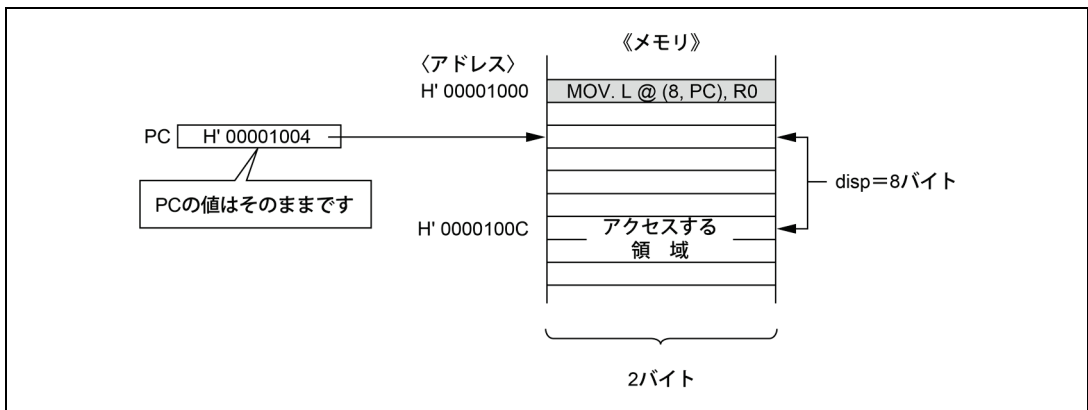 《メモリ》
〈アドレス〉
H' 00001000
MOV. L @ (8, PC), R0
PC
H' 00001004
disp=8バイト
PCの値はそのままです
H' 0000100C
アクセスする
領 域
2バイト